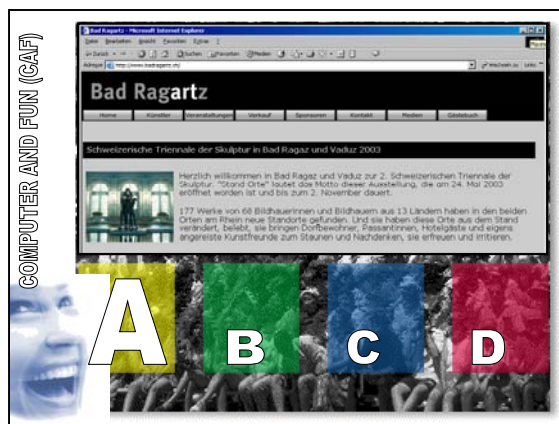 COMPUTER AND FUN (CAF)
Bad Ragartz - Microsoft Internet Explorer
Datei Bearbeiten Ansicht Favoriten Extras ?
Zurück Suchen Favoriten Medien
Adresse http://www.badragartz.ch/ Wechseln zu Links
Bad Ragartz
Home Künstler Veranstaltungen Verkauf Sponsoren Kontakt Medien Gästebuch
Schweizerische Triennale der Skulptur in Bad Ragaz und Vaduz 2003
Herzlich willkommen in Bad Ragaz und Vaduz zur 2. Schweizerischen Triennale der
Skulptur. "Stand Orte" lautet das Motto dieser Ausstellung, die am 24. Mai 2003
eröffnet worden ist und bis zum 2. November dauert.
177 Werke von 68 Bildhauerinnen und Bildhauern aus 13 Ländern haben in den beiden
Orten am Rhein neue Standorte gefunden. Und sie haben diese Orte aus dem Stand
verändert, belebt, sie bringen Dorfbewohner, Passantinnen, Hotelgäste und eigens
angereiste Kunstfreunde zum Staunen und Nachdenken, sie erfreuen und irritieren.
A B C D